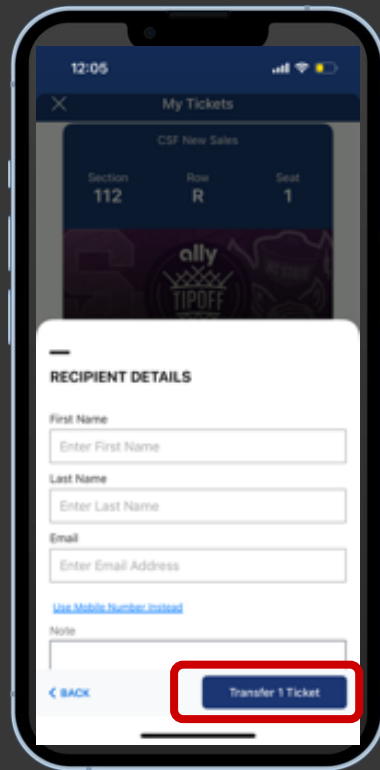 12:05
My Tickets
CSF New Sales
Section Row Seat
112 R 1
ally
TIPOFF
RECIPIENT DETAILS
First Name
Enter First Name
Last Name
Enter Last Name
Email
Enter Email Address
Use Mobile Number Instead
Note
< BACK Transfer 1 Ticket